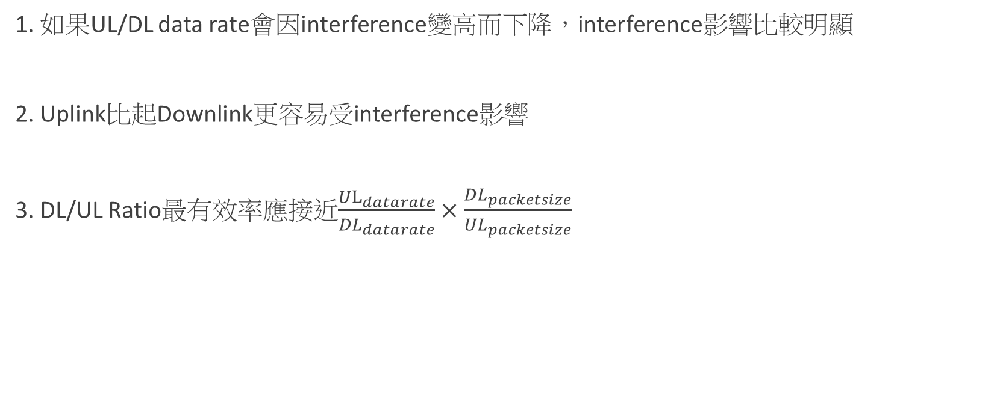 1. 如果UL/DL data rate會因interference變高而下降，interference影響比較明顯
2. Uplink比起Downlink更容易受interference影響
3. DL/UL Ratio最有效率應接近$\frac{UL_{datarate}}{DL_{datarate}} \times \frac{DL_{packetsize}}{UL_{packetsize}}$